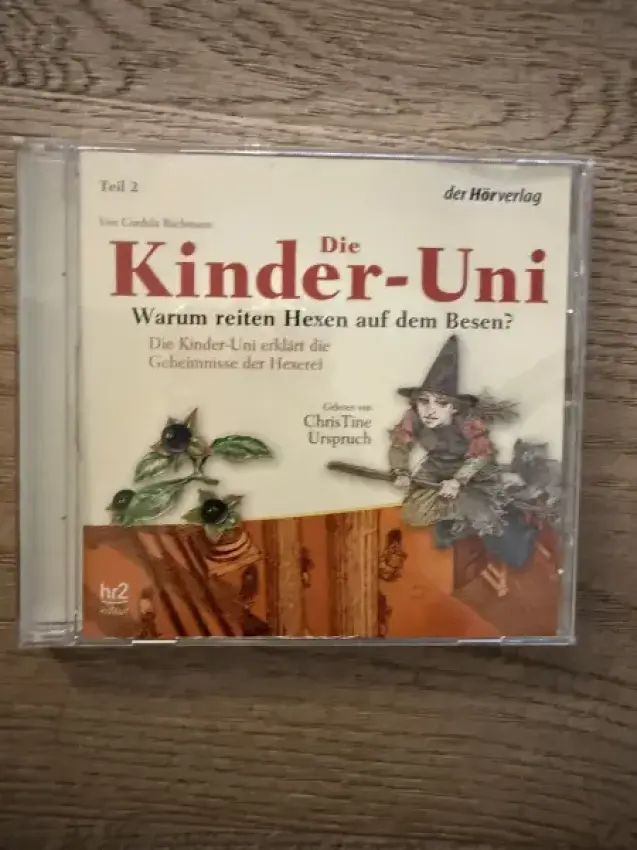 Teil 2
der Hörverlag
Von Cordula Bachmann
Die
Kinder-Uni
Warum reiten Hexen auf dem Besen?
Die Kinder-Uni erklärt die
Geheimnisse der Hexerei
Gelesen von
ChrisTine
Urspruch
hr2